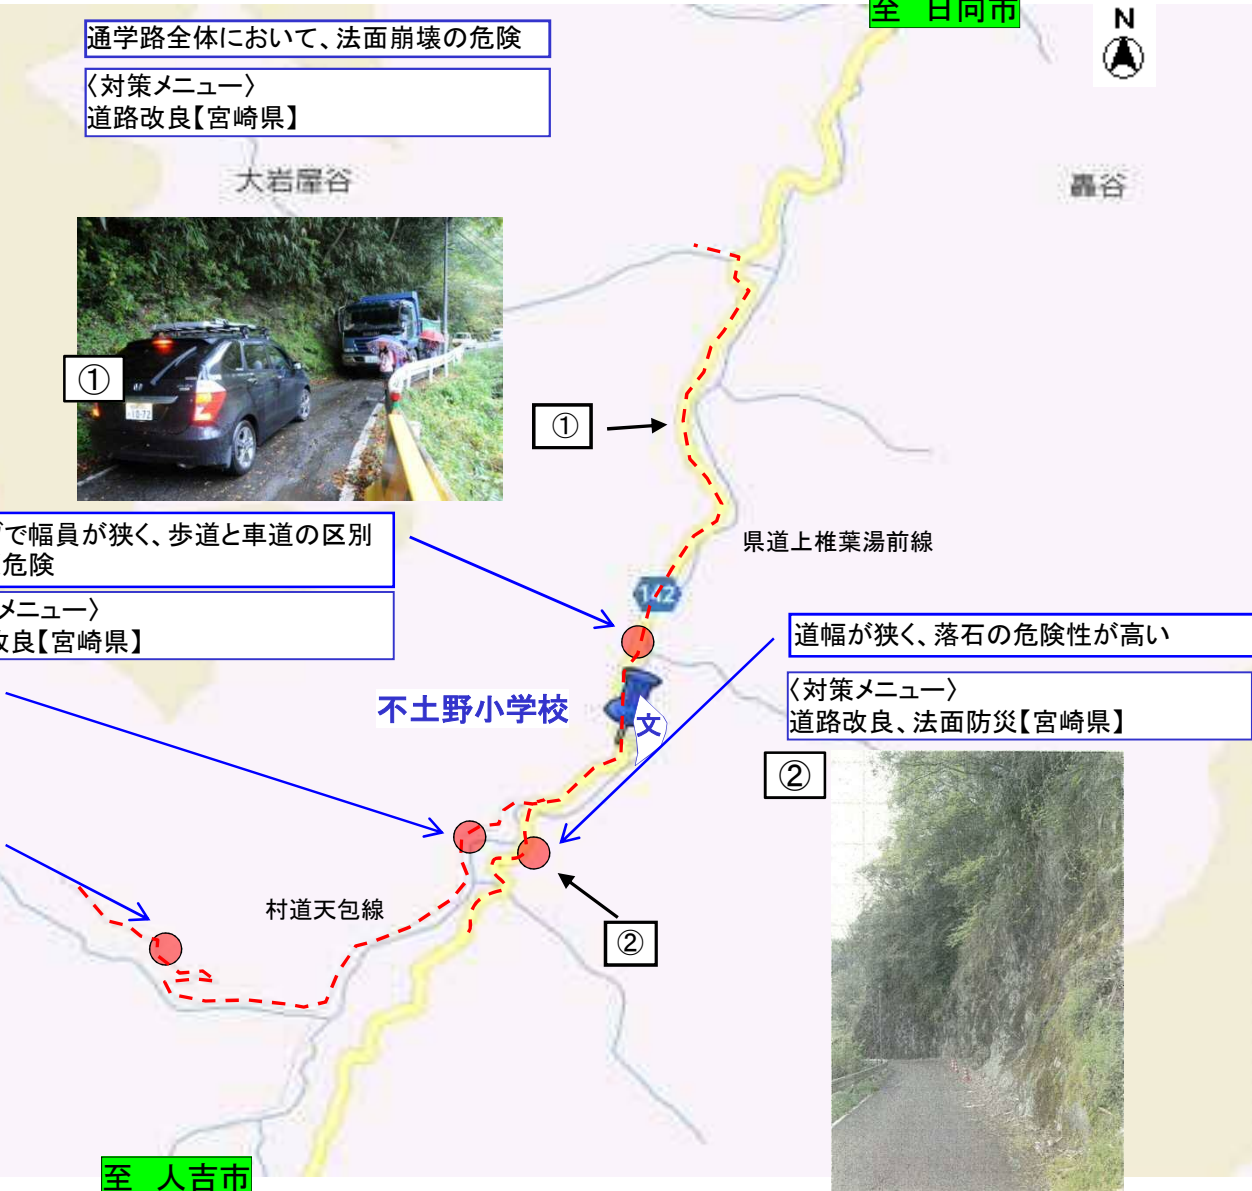 至　日向市
N
通学路全体において、法面崩壊の危険
〈対策メニュー〉
道路改良【宮崎県】
大岩屋谷
轟谷
①
①
で幅員が狭く、歩道と車道の区別
危険
メニュー〉
良【宮崎県】
県道上椎葉湯前線
142
道幅が狭く、落石の危険性が高い
〈対策メニュー〉
道路改良、法面防災【宮崎県】
不土野小学校
文
②
村道天包線
②
至　人吉市